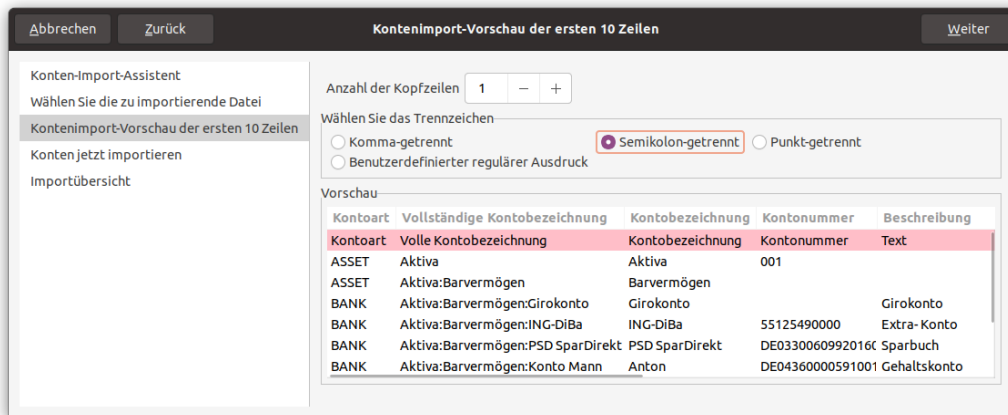 Abbrechen Zurück Kontenimport-Vorschau der ersten 10 Zeilen Weiter
Konten-Import-Assistent
Wählen Sie die zu importierende Datei
Kontenimport-Vorschau der ersten 10 Zeilen
Konten jetzt importieren
Importübersicht
Anzahl der Kopfzeilen 1 − +
Wählen Sie das Trennzeichen
Komma-getrennt Semikolon-getrennt Punkt-getrennt
Benutzerdefinierter regulärer Ausdruck
Vorschau
Kontoart Vollständige Kontobezeichnung Kontobezeichnung Kontonummer Beschreibung
Kontoart Volle Kontobezeichnung Kontobezeichnung Kontonummer Text
ASSET Aktiva Aktiva 001
ASSET Aktiva:Barvermögen Barvermögen
BANK Aktiva:Barvermögen:Girokonto Girokonto Girokonto
BANK Aktiva:Barvermögen:ING-DiBa ING-DiBa 55125490000 Extra- Konto
BANK Aktiva:Barvermögen:PSD SparDirekt PSD SparDirekt DE0330060992016( Sparbuch
BANK Aktiva:Barvermögen:Konto Mann Anton DE04360000591001 Gehaltskonto